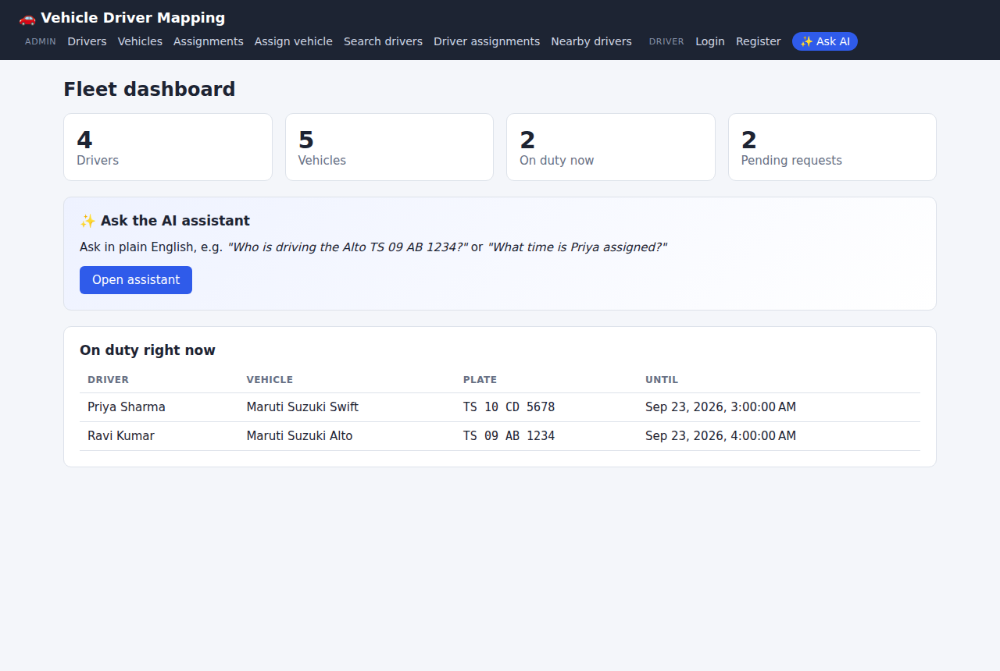 🚗 Vehicle Driver Mapping
ADMIN Drivers Vehicles Assignments Assign vehicle Search drivers Driver assignments Nearby drivers DRIVER Login Register ✨ Ask AI
Fleet dashboard
4 5 2 2
Drivers Vehicles On duty now Pending requests
✨ Ask the AI assistant
Ask in plain English, e.g. "Who is driving the Alto TS 09 AB 1234?" or "What time is Priya assigned?"
Open assistant
On duty right now
DRIVER VEHICLE PLATE UNTIL
Priya Sharma Maruti Suzuki Swift TS 10 CD 5678 Sep 23, 2026, 3:00:00 AM
Ravi Kumar Maruti Suzuki Alto TS 09 AB 1234 Sep 23, 2026, 4:00:00 AM